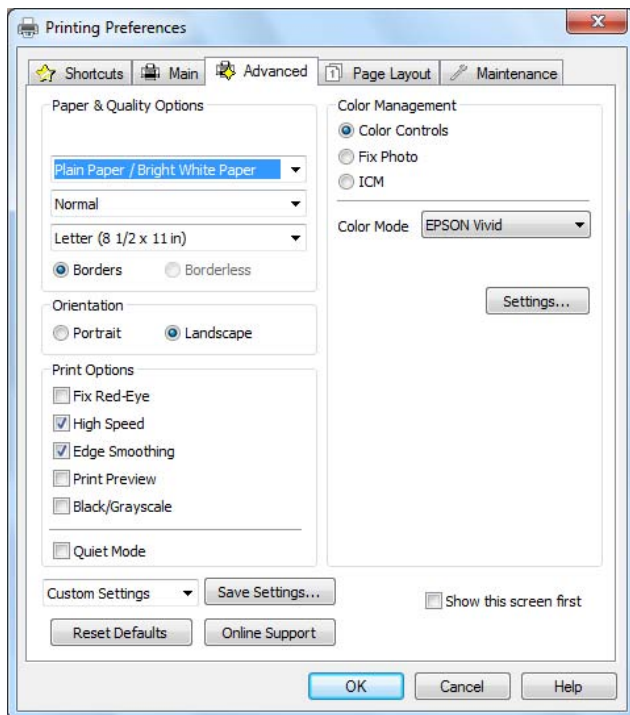 Printing Preferences
Shortcuts
Main
Advanced
1 Page Layout
Maintenance
Paper & Quality Options
Plain Paper / Bright White Paper
Normal
Letter (8 1/2 x 11 in)
Borders
Borderless
Orientation
Portrait
Landscape
Print Options
Fix Red-Eye
High Speed
Edge Smoothing
Print Preview
Black/Grayscale
Quiet Mode
Color Management
Color Controls
Fix Photo
ICM
Color Mode EPSON Vivid
Settings...
Custom Settings
Save Settings...
Show this screen first
Reset Defaults
Online Support
OK
Cancel
Help